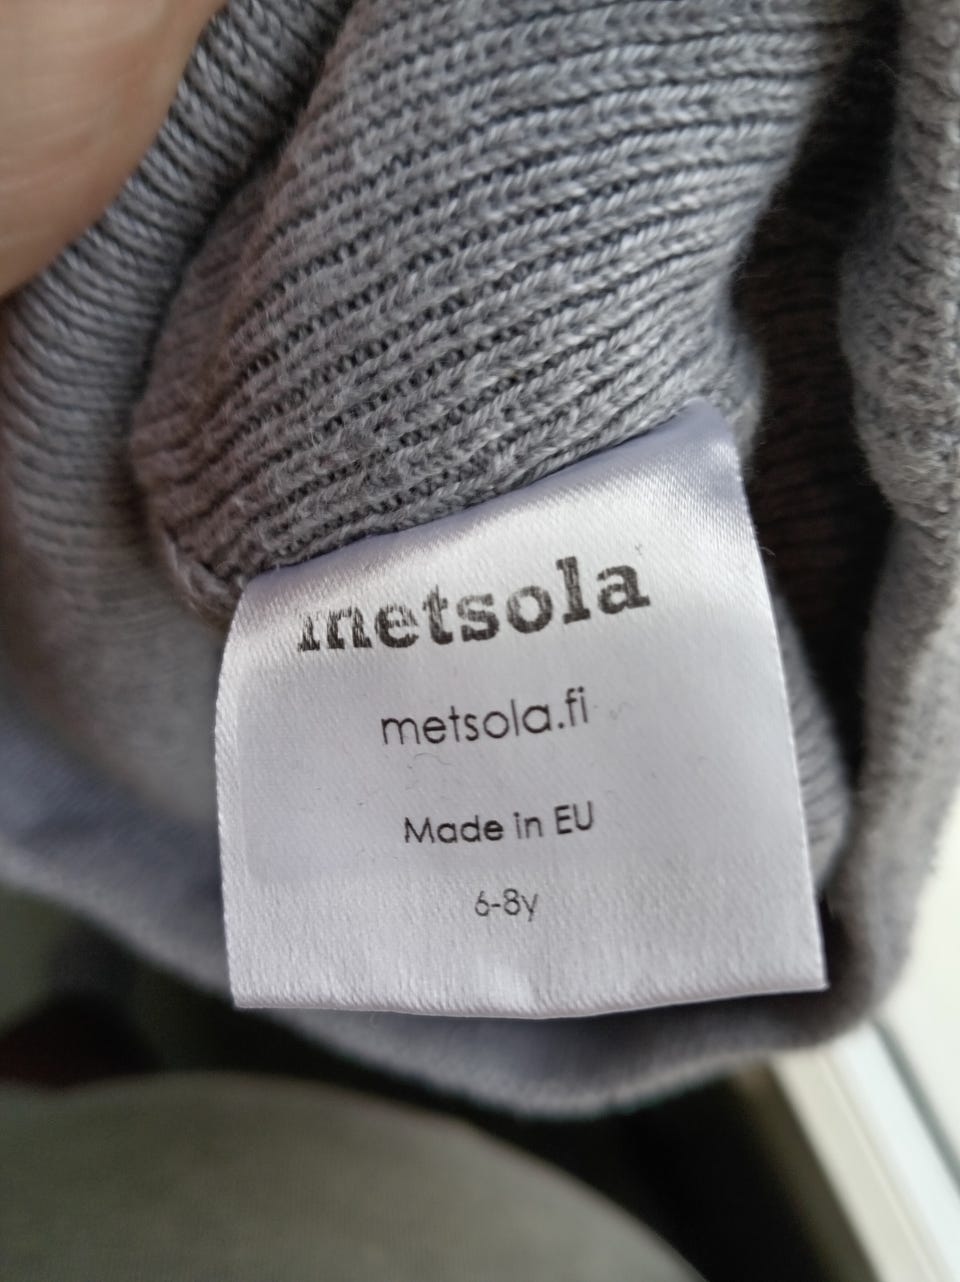 metsola
metsola.fi
Made in EU
6-8y